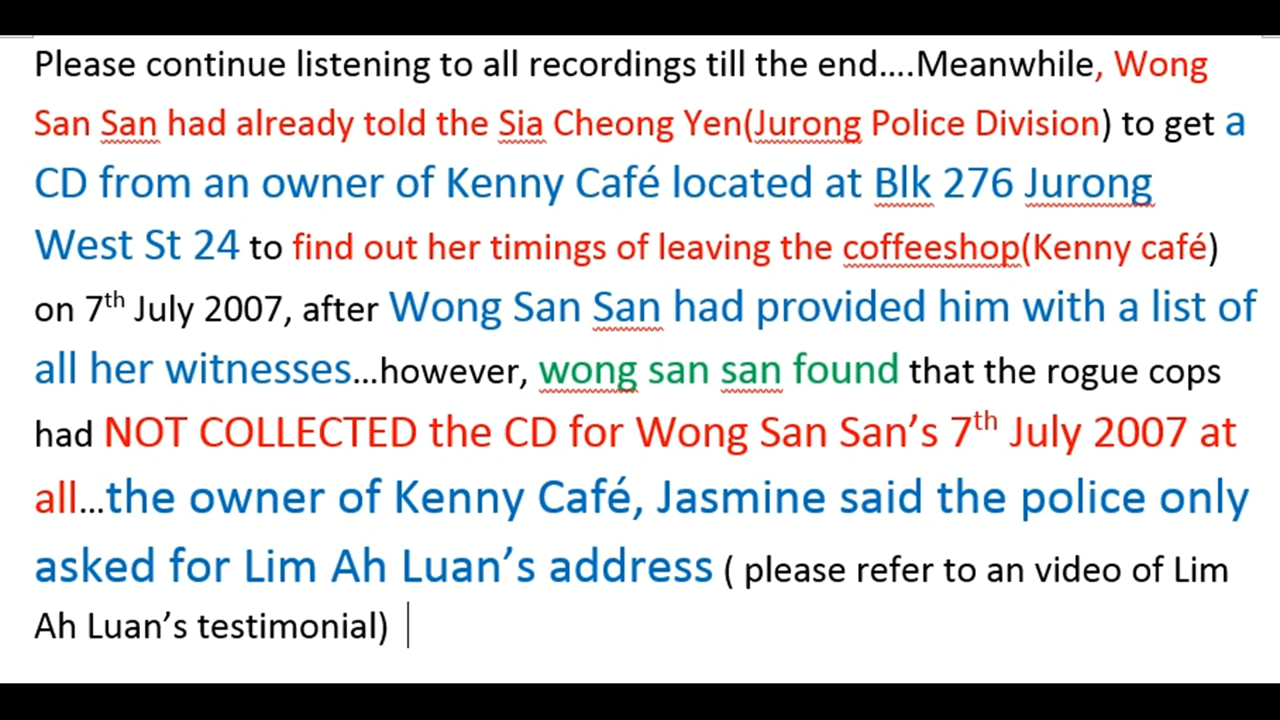 Please continue listening to all recordings till the end....Meanwhile, Wong
San San had already told the Sia Cheong Yen(Jurong Police Division) to get a
CD from an owner of Kenny Café located at Blk 276 Jurong
West St 24 to find out her timings of leaving the coffeeshop(Kenny café)
on 7th July 2007, after Wong San San had provided him with a list of
all her witnesses...however, wong san san found that the rogue cops
had NOT COLLECTED the CD for Wong San San’s 7th July 2007 at
all...the owner of Kenny Café, Jasmine said the police only
asked for Lim Ah Luan’s address ( please refer to an video of Lim
Ah Luan’s testimonial)